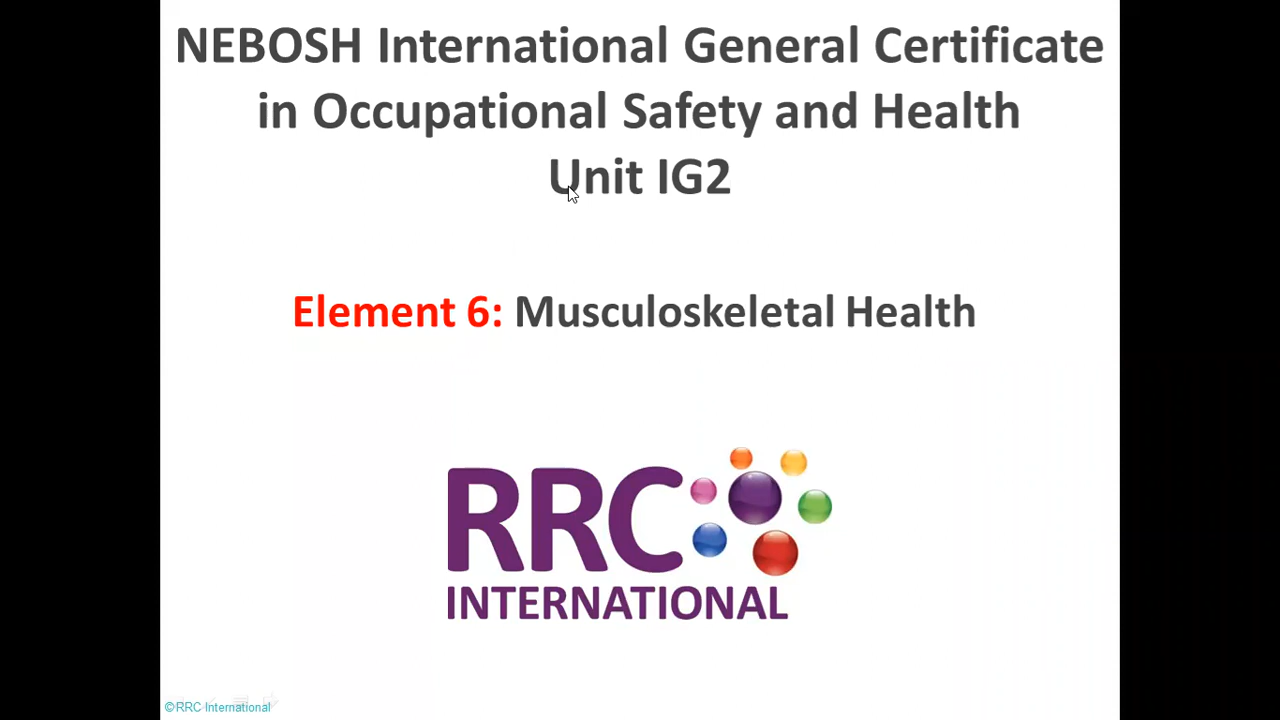 NEBOSH International General Certificate
in Occupational Safety and Health
Unit IG2
Element 6: Musculoskeletal Health
RRC
INTERNATIONAL
©RRC International